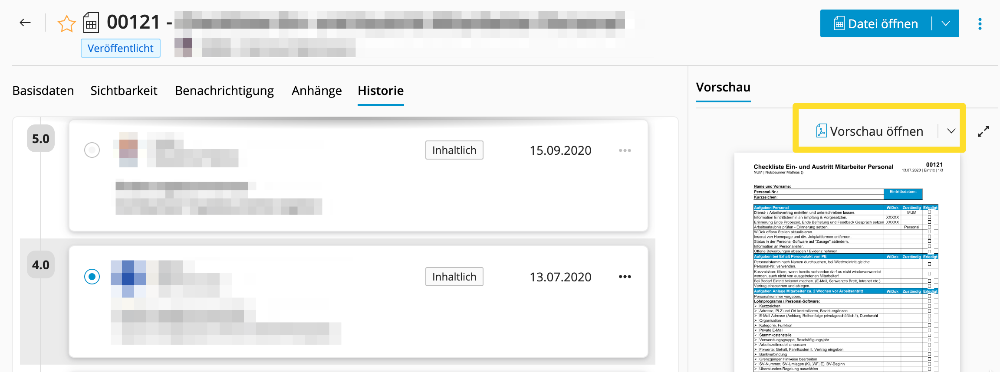 00121 -
Datei öffnen
Veröffentlicht
Basisdaten
Sichtbarkeit
Benachrichtigung
Anhänge
Historie
5.0
Inhaltlich
15.09.2020
4.0
Inhaltlich
13.07.2020
Vorschau
Vorschau öffnen
Checkliste Ein- und Austritt Mitarbeiter Personal
00121
NUM | Nußbaumer Mathias ()
13.07.2020 | Eintritt | 1/3
Name und Vorname:
Personal-Nr.:
Eintrittsdatum:
Kurzzeichen:
Aufgaben Personal WiDok Zuständig Erledigt
Dienst- / Arbeitsvertrag erstellen und unterschreiben lassen. MUM
Information Eintrittstermin an Empfang & Vorgesetzten. XXXXX
Erinnerung Ende Probezeit, Ende Befristung und Feedback Gespräch setzen XXXXX
Arbeitserlaubnis prüfen - Erinnerung setzen. Personal
WiDok offene Stellen aktualisieren.
Inserat von Homepage und div. Jobplattformen entfernen.
Status in der Personal-Software auf "Zusage" abändern.
Information an Personalleiter.
Offene Bewerbungen absagen / Evidenz nehmen.
Aufgaben bei Erhalt Personalakt von PE WiDok Zuständig Erledigt
Personalstamm nach Namen durchsuchen, bei Wiedereintritt gleiche
Personal-Nr. verwenden.
Kurzzeichen: filtern, wenn bereits vorhanden darf es nicht wiederverwendet
werden, auch nicht von ausgetretenen Mitarbeiter!
Bei Bedarf Eintritt bekannt machen. (E-Mail, Schwarzes Brett, Intranet etc.)
Vertrag einscannen und ablegen.
Aufgaben Anlage Mitarbeiter ca. 2 Wochen vor Arbeitsantritt WiDok Zuständig Erledigt
Personalnummer vergeben.
Lohnprogramm / Personal-Software:
➢ Kurzzeichen
➢ Adresse, PLZ und Ort kontrollieren, Bezirk ergänzen
➢ E-Mail Adresse (Achtung Reihenfolge privat/geschäftlich.!), Durchwahl
➢ Organisation
➢ Kategorie, Funktion
➢ Private E-Mail
➢ Stammkostenstelle
➢ Verwendungsgruppe, Beschäftigungsjahr
➢ Arbeitszeitmodell anpassen
➢ Fixwerte: Gehalt, Fahrtkosten lt. Vertrag eingeben
➢ Bankverbindung
➢ Grenzgänger Hinweise bearbeiten
➢ SV-Nummer, SV-Umlagen (KU,WF,IE), BV-Beginn
➢ Überstunden-Regelung auswählen